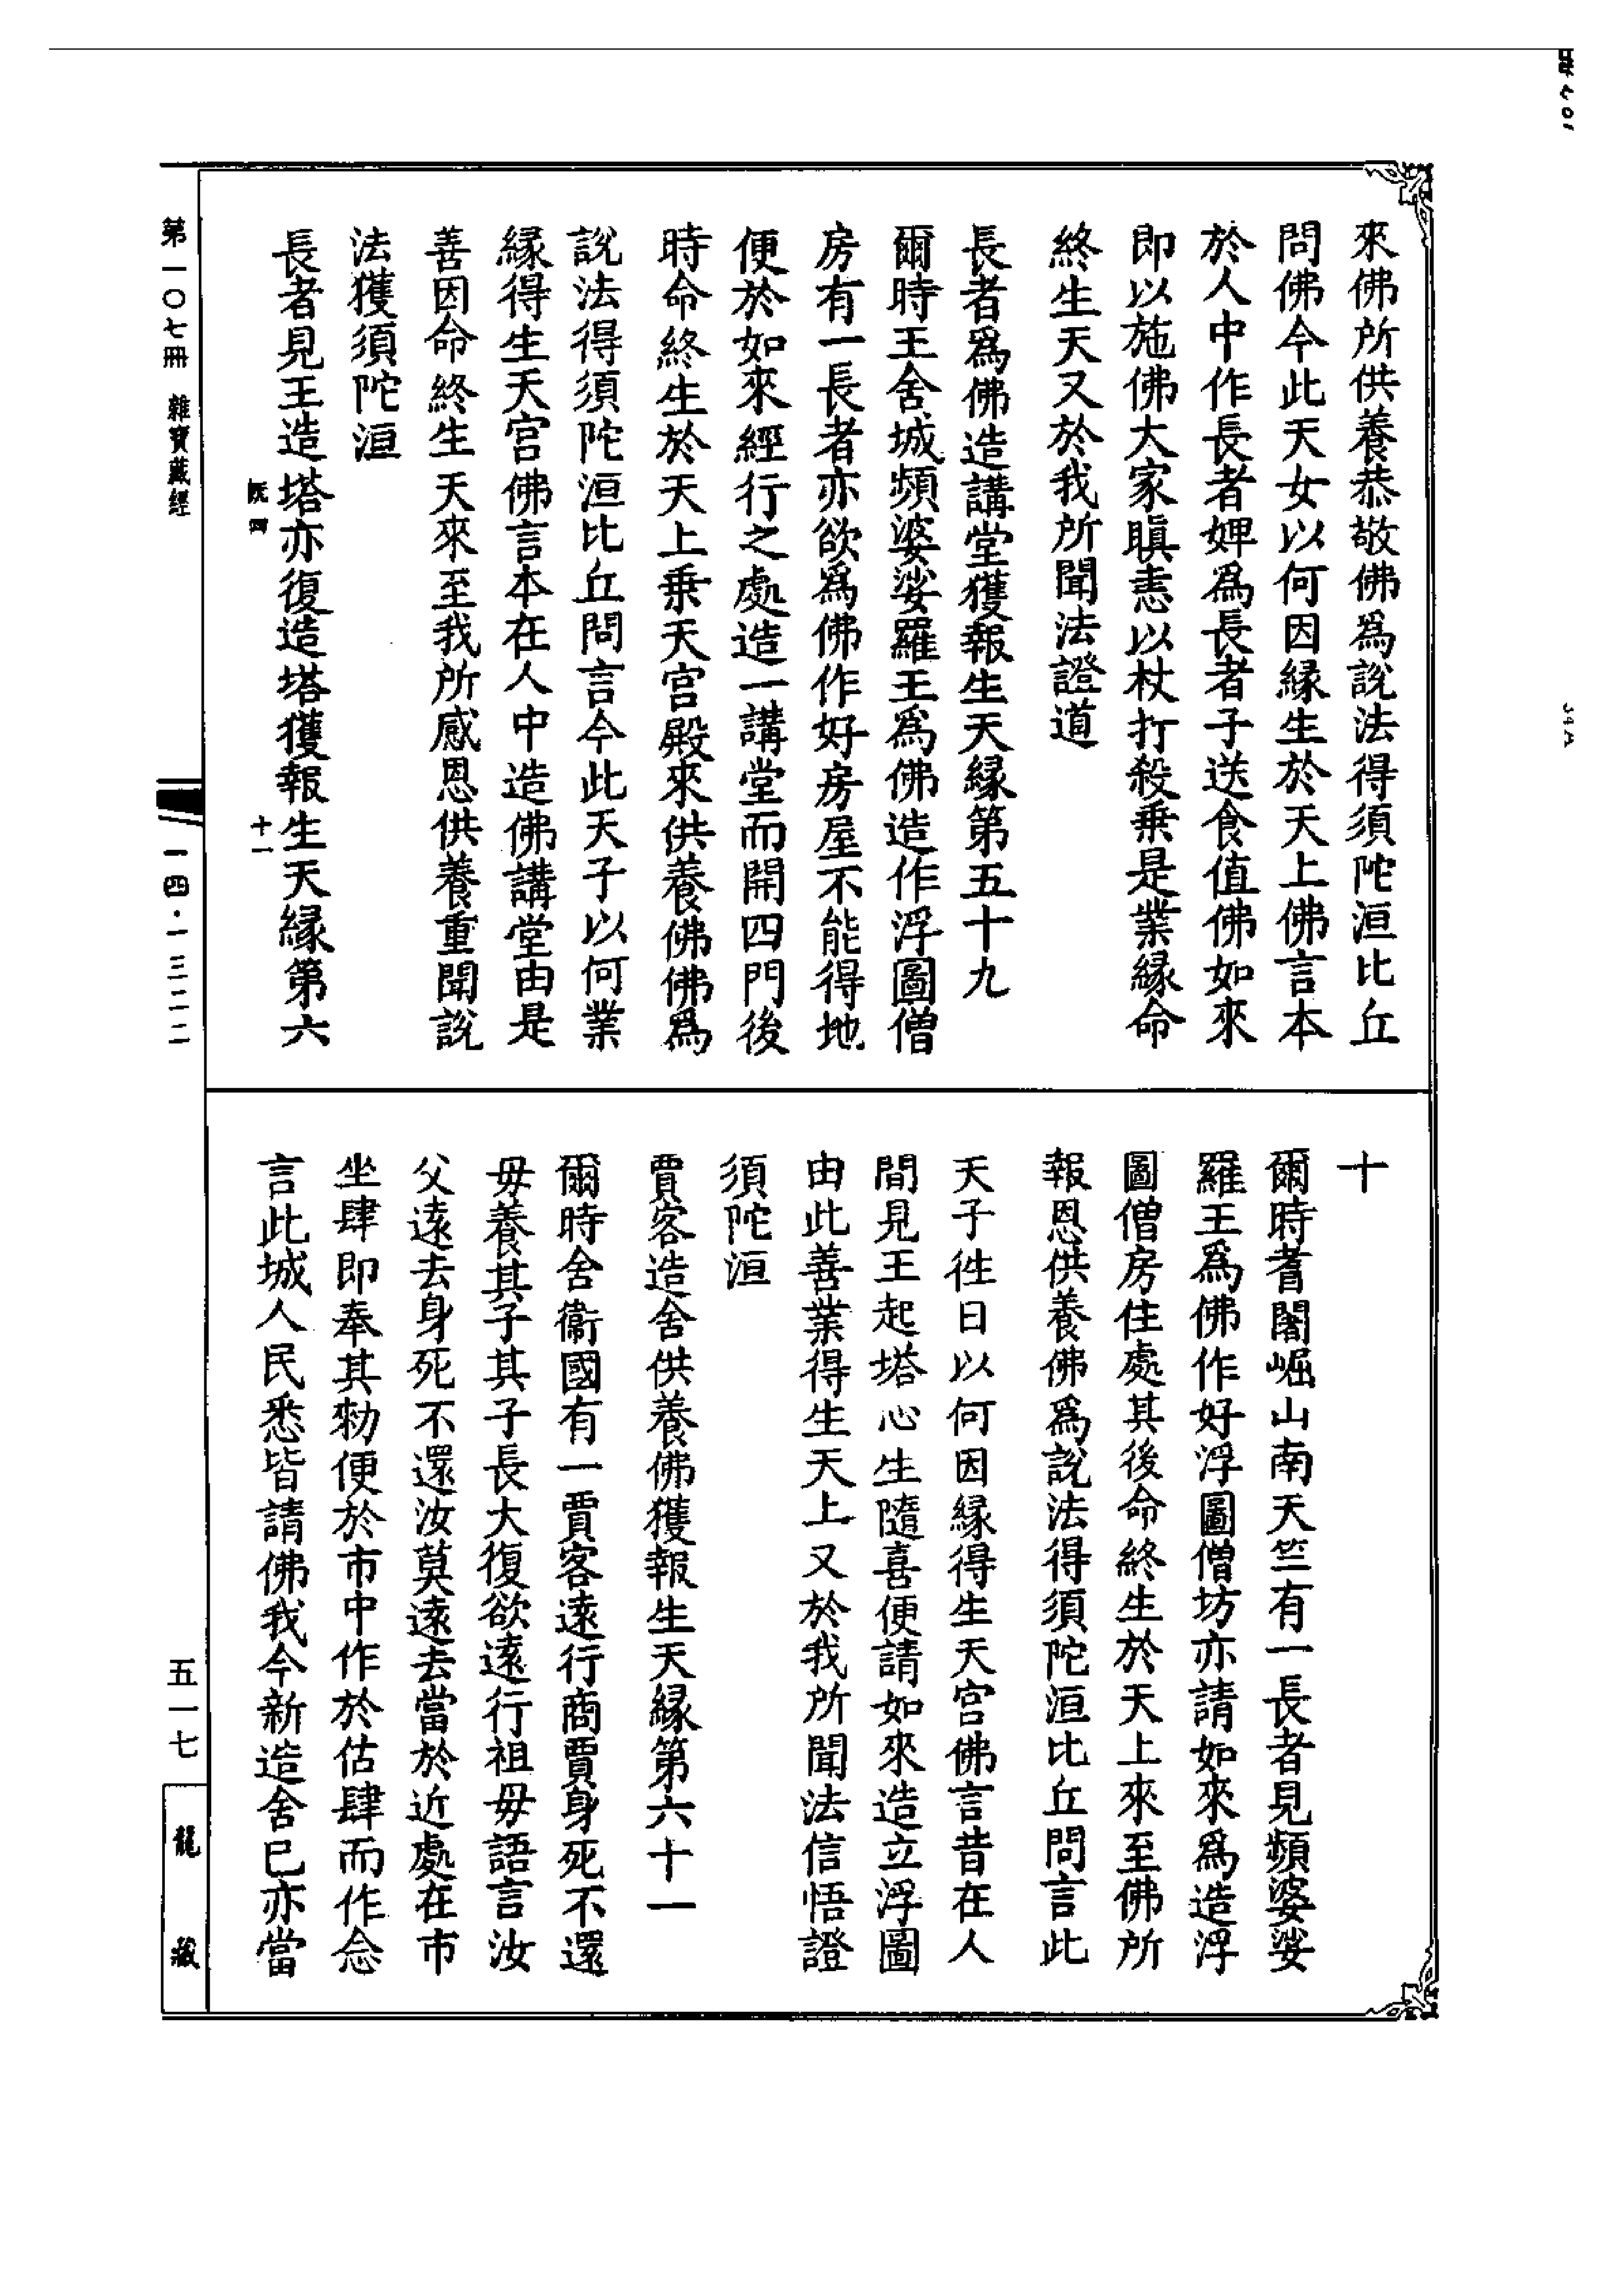 來佛所供養恭敬佛爲說法得須陀洹比丘
問佛今此天女以何因緣生於天上佛言本
於人中作長者婢爲長者子送食值佛如來
即以施佛大家瞋恚以杖打殺乗是業緣命
終生天又於我所聞法證道
長者爲佛造講堂獲報生天緣第五十九
爾時王舍城頻婆娑羅王爲佛造作浮圖僧
房有一長者亦欲爲佛作好房屋不能得地
便於如來經行之處造一講堂而開四門後
時命終生於天上乗天宮殿來供養佛佛爲
說法得須陀洹比丘問言今此天子以何業
緣得生天宮佛言本在人中造佛講堂由是
善因命終生天來至我所感恩供養重聞說
法獲須陀洹
長者見王造塔亦復造塔獲報生天緣第六
旣四 十一
十
爾時耆闍崛山南天竺有一長者見頻婆娑
羅王爲佛作好浮圖僧坊亦請如來爲造浮
圖僧房住處其後命終生於天上來至佛所
報恩供養佛爲說法得須陀洹比丘問言此
天子徃日以何因緣得生天宮佛言昔在人
間見王起塔心生隨喜便請如來造立浮圖
由此善業得生天上又於我所聞法信悟證
須陀洹
賈客造舍供養佛獲報生天緣第六十一
爾時舍衞國有一賈客遠行商賈身死不還
毋養其子其子長大復欲遠行祖毋語言汝
父遠去身死不還汝莫遠去當於近處在市
坐肆即奉其勑便於市中作於估肆而作念
言此城人民悉皆請佛我今新造舍已亦當
第一〇七冊 雜寶藏經
一四·一三二二
五一七
龍藏